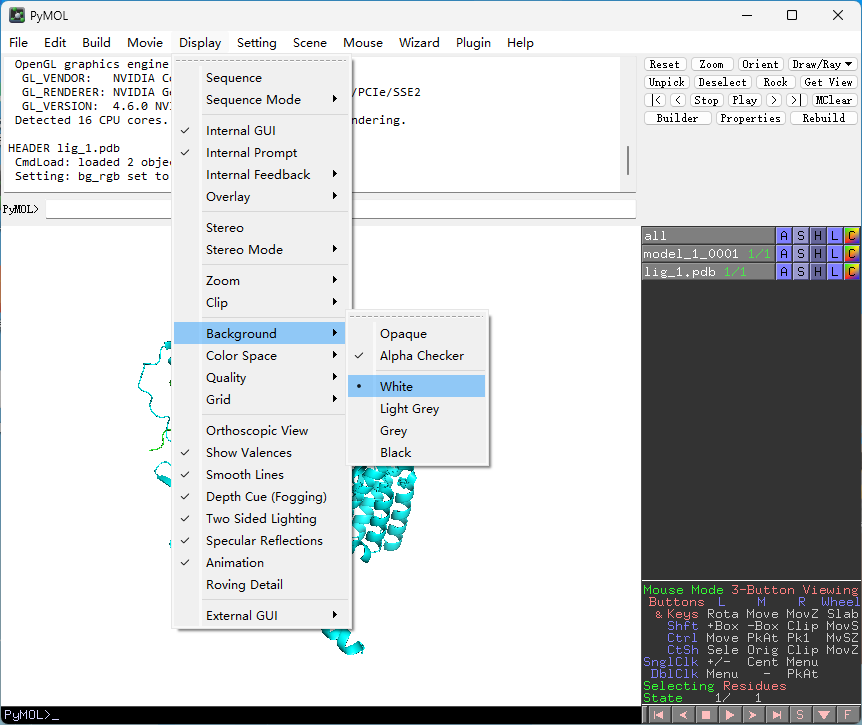 PyMOL
File Edit Build Movie Display Setting Scene Mouse Wizard Plugin Help
OpenGL graphics engine
GL_VENDOR: NVIDIA Co
GL_RENDERER: NVIDIA Ge /PCIe/SSE2
GL_VERSION: 4.6.0 NVI
Detected 16 CPU cores. ndering.
HEADER lig_1.pdb
CmdLoad: loaded 2 objec
Setting: bg_rgb set to
PyMOL>
Reset Zoom Orient Draw/Ray
Unpick Deselect Rock Get View
|< < Stop Play > >| MClear
Builder Properties Rebuild
Sequence
Sequence Mode
Internal GUI
Internal Prompt
Internal Feedback
Overlay
Stereo
Stereo Mode
Zoom
Clip
Background
Color Space
Quality
Grid
Orthoscopic View
Show Valences
Smooth Lines
Depth Cue (Fogging)
Two Sided Lighting
Specular Reflections
Animation
Roving Detail
External GUI
Opaque
Alpha Checker
White
Light Grey
Grey
Black
all A S H L C
model_1_0001 1/1 A S H L C
lig_1.pdb 1/1 A S H L C
Mouse Mode 3-Button Viewing
Buttons L M R Wheel
& Keys Rota Move MovZ Slab
Shft +Box -Box Clip MovS
Ctrl Move PkAt Pk1 MvSZ
CtSh Sele Orig Clip MovZ
SnglClk +/- Cent Menu
DblClk Menu - PkAt
Selecting Residues
State 1/ 1
PyMOL>_
S F